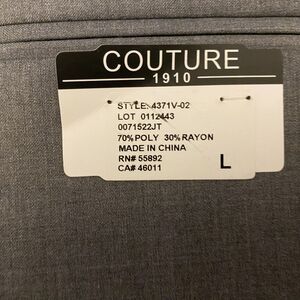 COUTURE
1910
STYLE: 4371V-02
LOT 0112443
0071522JT
70%POLY 30%RAYON
MADE IN CHINA
RN# 55892
CA# 46011
L